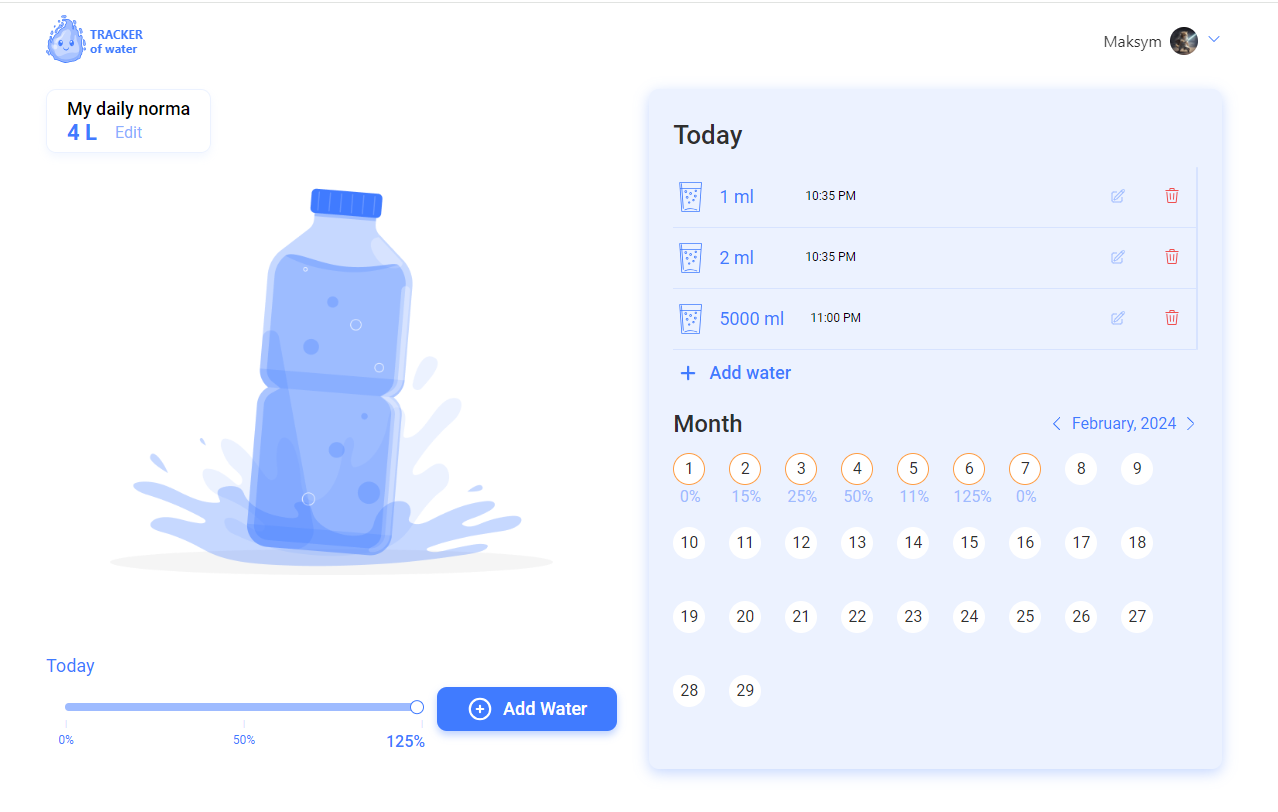 TRACKER
of water
Maksym
My daily norma
4 L Edit
Today
1 ml 10:35 PM
2 ml 10:35 PM
5000 ml 11:00 PM
+ Add water
Month
February, 2024
1 2 3 4 5 6 7 8 9
0% 15% 25% 50% 11% 125% 0%
10 11 12 13 14 15 16 17 18
19 20 21 22 23 24 25 26 27
28 29
Today
0% 50% 125%
Add Water